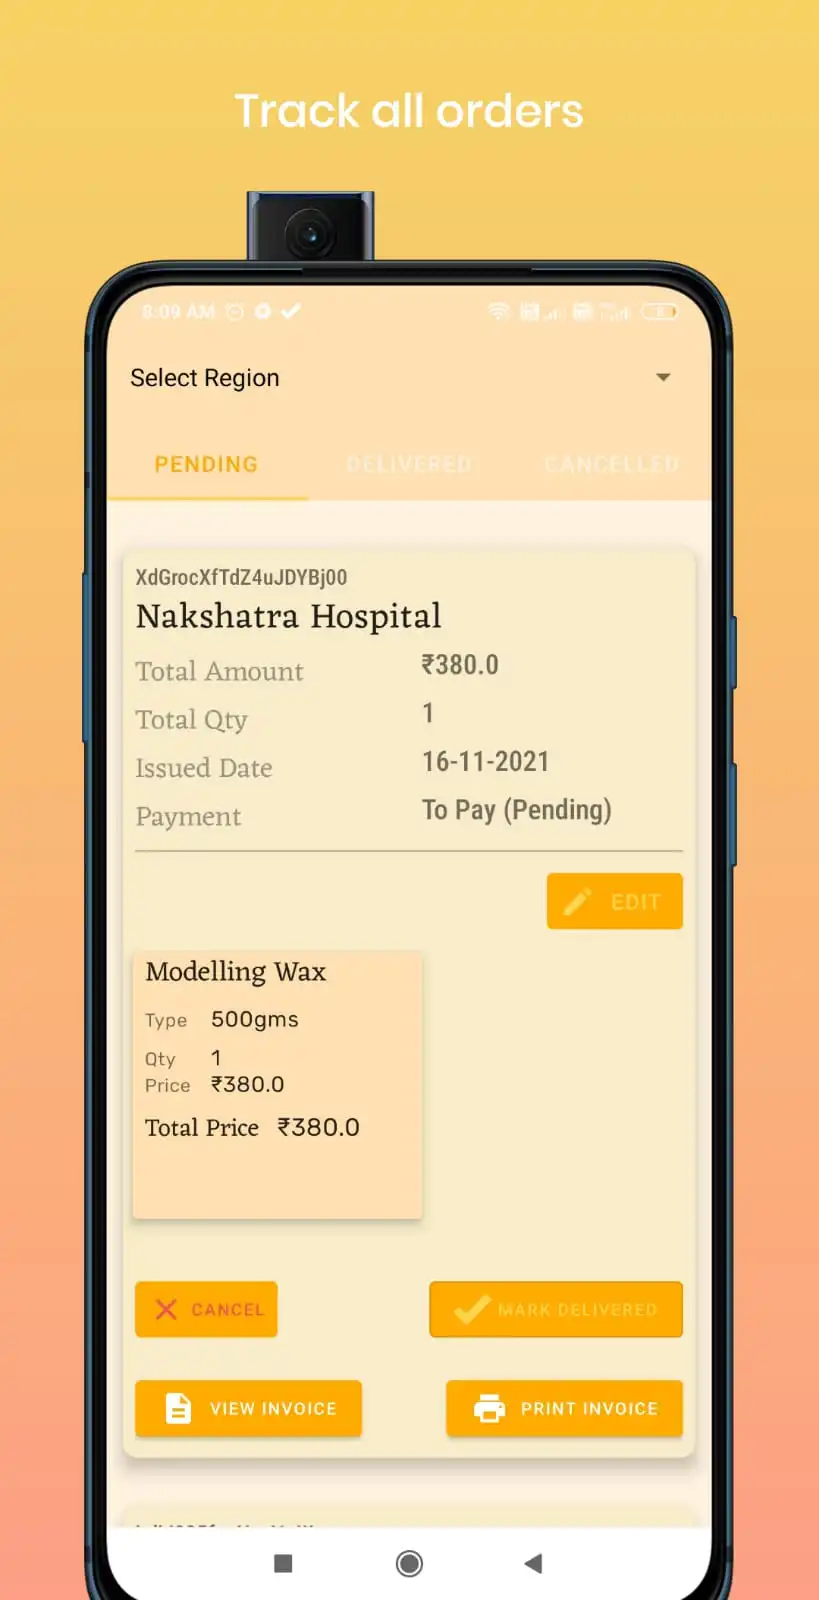 Track all orders
8:09 AM
Select Region
PENDING DELIVERED CANCELLED
XdGrocXfTdZ4uJDYBj00
Nakshatra Hospital
Total Amount ₹380.0
Total Qty 1
Issued Date 16-11-2021
Payment To Pay (Pending)
EDIT
Modelling Wax
Type 500gms
Qty 1
Price ₹380.0
Total Price ₹380.0
CANCEL MARK DELIVERED
VIEW INVOICE PRINT INVOICE